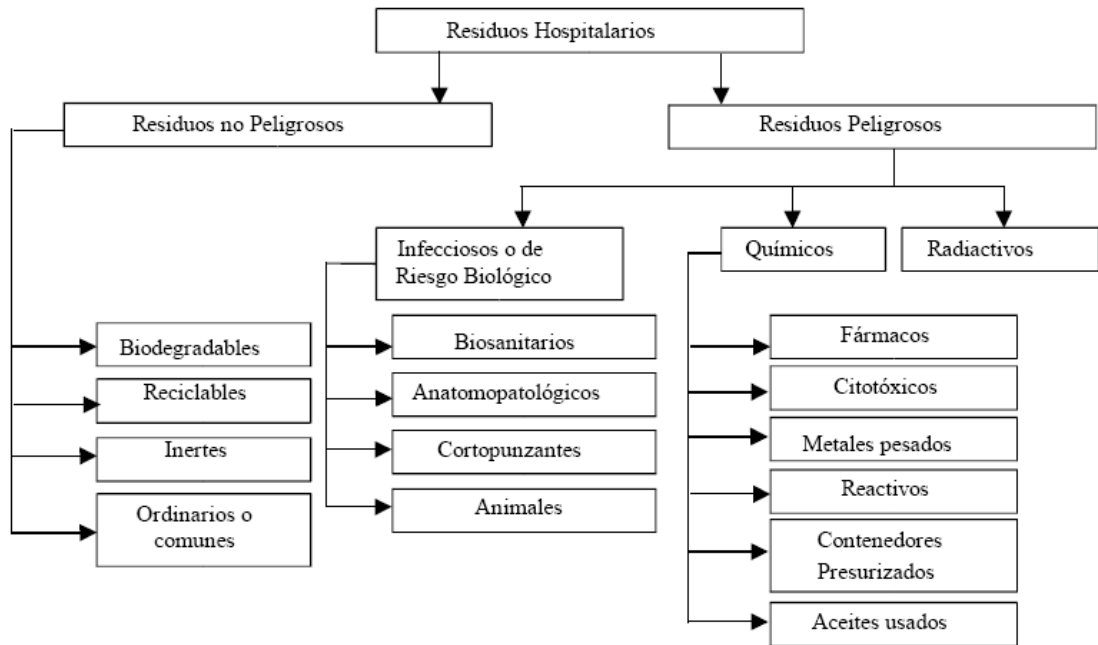 Residuos Hospitalarios
Residuos no Peligrosos
Residuos Peligrosos
Infecciosos o de
Riesgo Biológico
Químicos
Radiactivos
Biodegradables
Reciclables
Inertes
Ordinarios o
comunes
Biosanitarios
Anatomopatológicos
Cortopunzantes
Animales
Fármacos
Citotóxicos
Metales pesados
Reactivos
Contenedores
Presurizados
Aceites usados